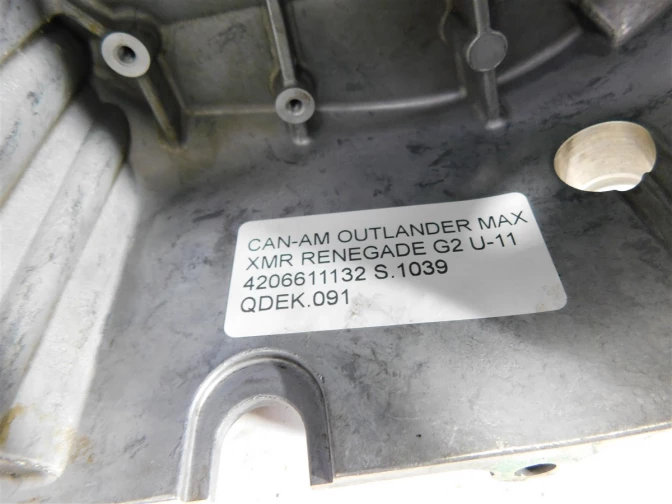 CAN-AM OUTLANDER MAX
XMR RENEGADE G2 U-11
4206611132 S.1039
QDEK.091